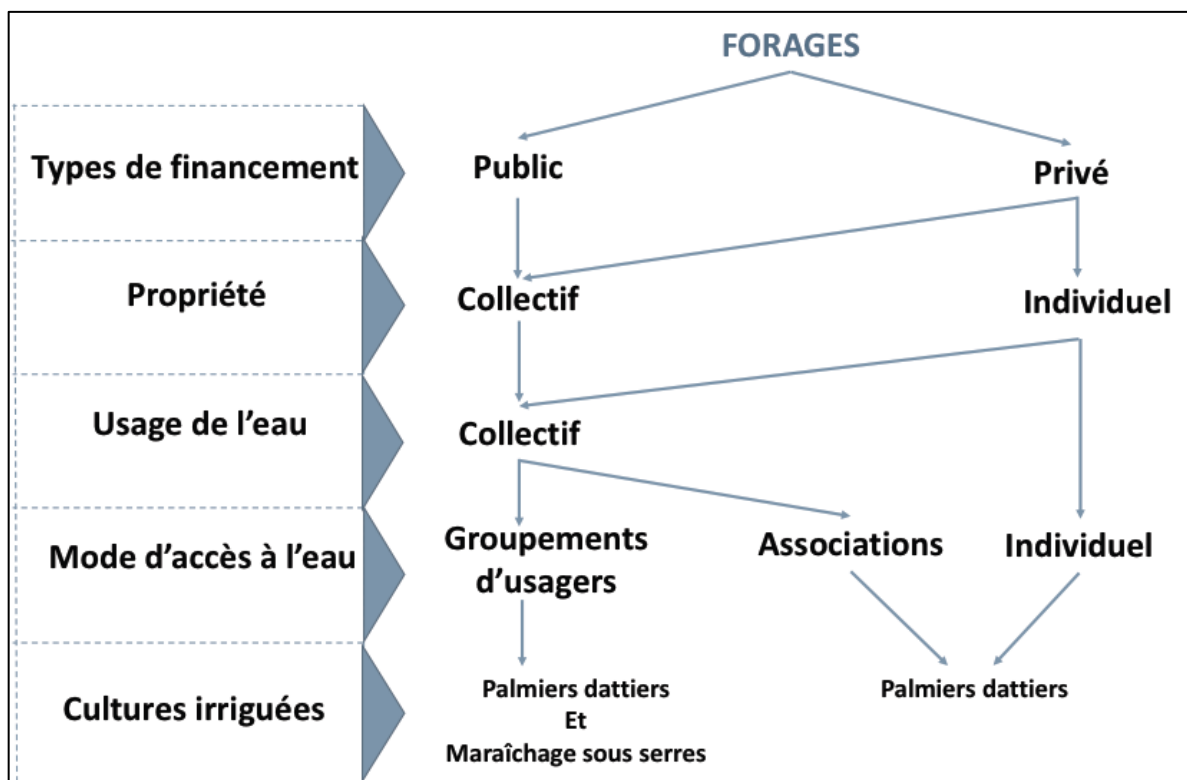 FORAGES
Types de financement
Public
Privé
Propriété
Collectif
Individuel
Usage de l'eau
Collectif
Mode d'accès à l'eau
Groupements
d'usagers
Associations
Individuel
Cultures irriguées
Palmiers dattiers
Et
Maraîchage sous serres
Palmiers dattiers